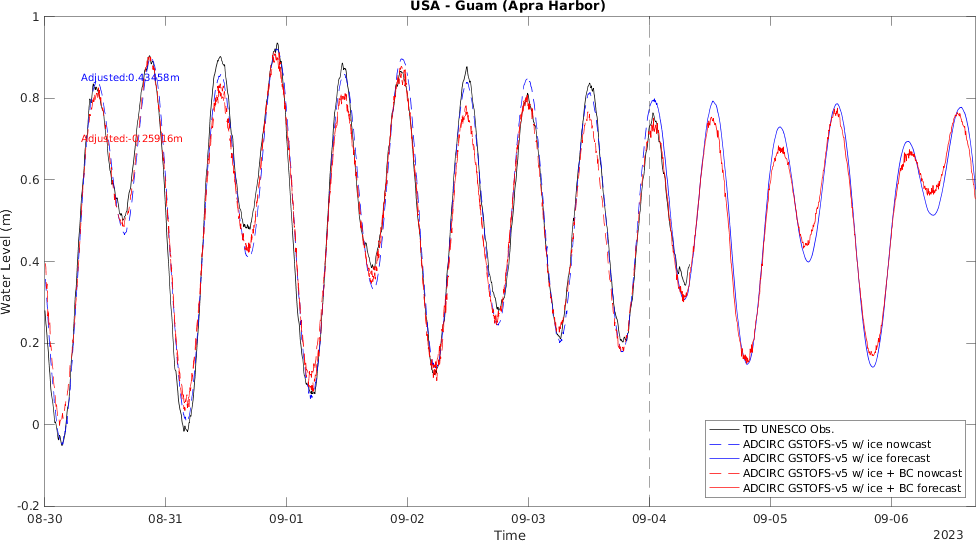 USA - Guam (Apra Harbor)
1
0.8
0.6
0.4
0.2
0
-0.2
Water Level (m)
Adjusted:0.43458m
Adjusted:-0.25916m
TD UNESCO Obs.
ADCIRC GSTOFS-v5 w/ ice nowcast
ADCIRC GSTOFS-v5 w/ ice forecast
ADCIRC GSTOFS-v5 w/ ice + BC nowcast
ADCIRC GSTOFS-v5 w/ ice + BC forecast
08-30 08-31 09-01 09-02 09-03 09-04 09-05 09-06
Time
2023